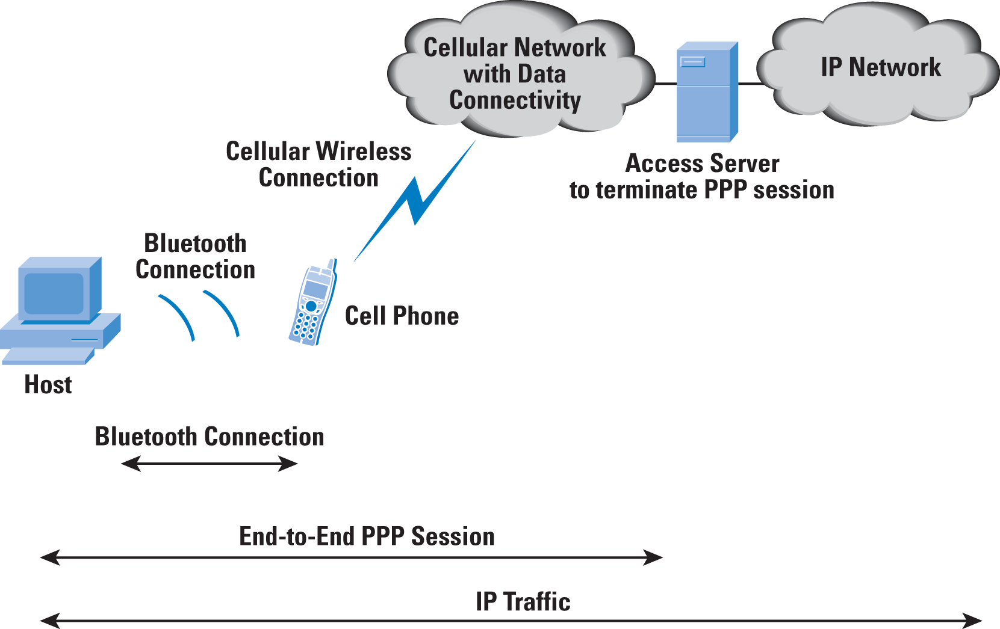 Cellular Network
with Data
Connectivity
IP Network
Cellular Wireless
Connection
Access Server
to terminate PPP session
Bluetooth
Connection
Cell Phone
Host
Bluetooth Connection
End-to-End PPP Session
IP Traffic